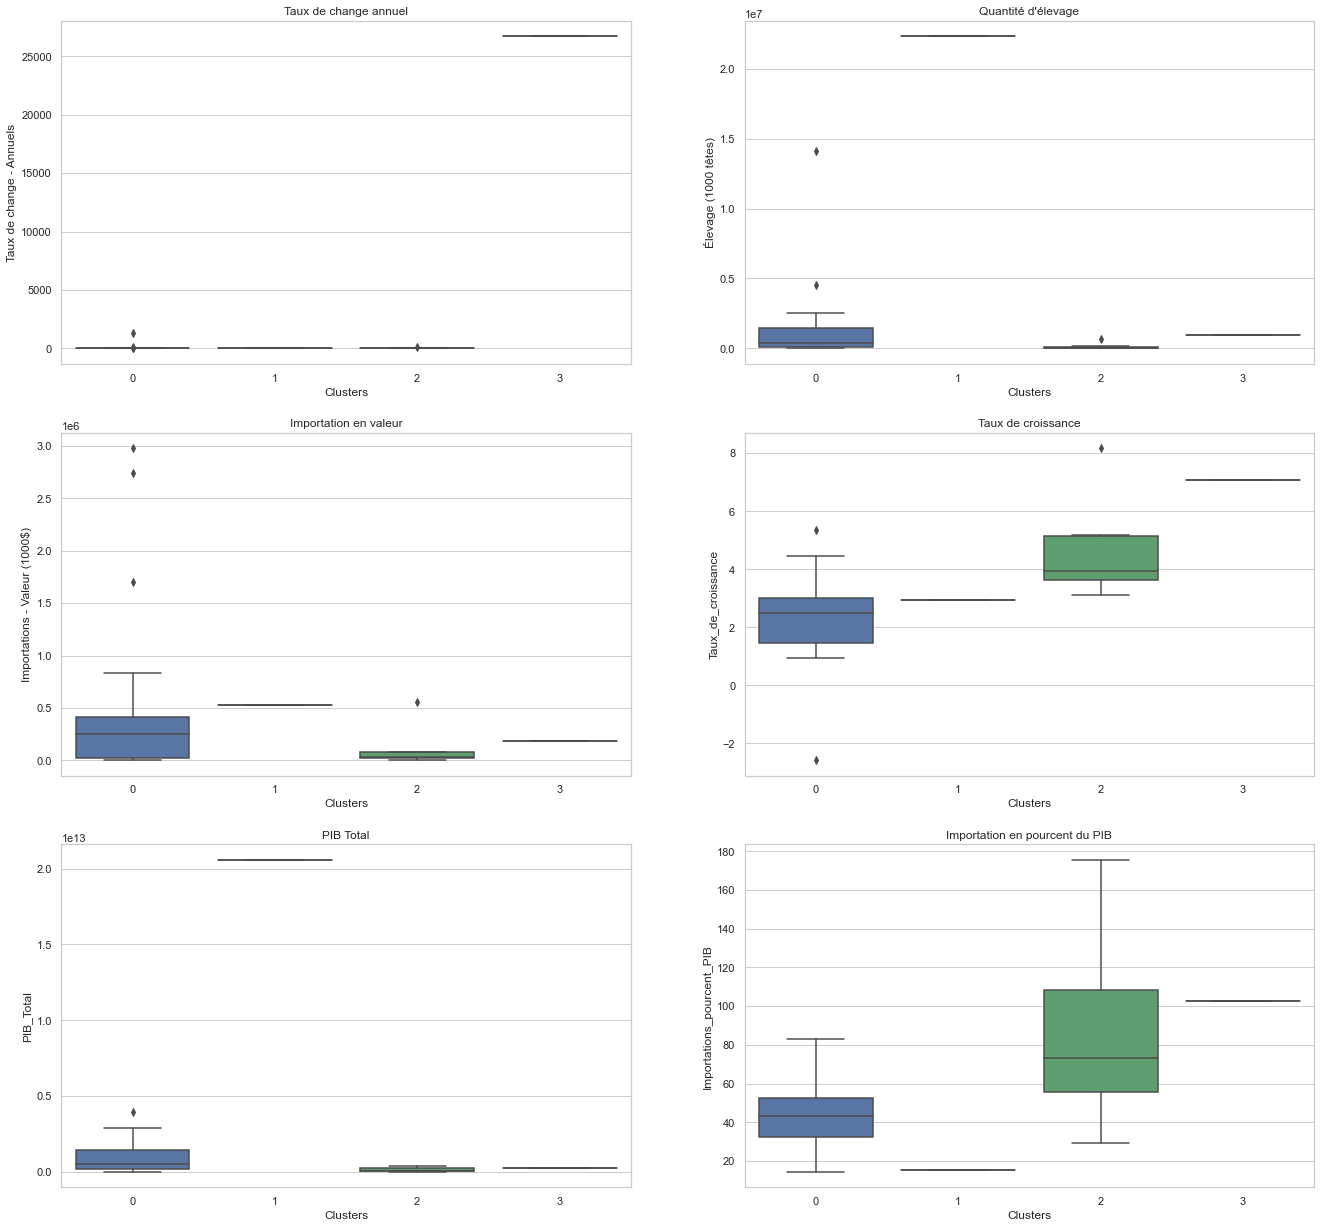 Taux de change annuel
Taux de change - Annuels
25000
20000
15000
10000
5000
0
0 1 2 3
Clusters
Quantité d'élevage
1e7
Élevage (1000 têtes)
2.0
1.5
1.0
0.5
0.0
0 1 2 3
Clusters
Importation en valeur
1e6
Importations - Valeur (1000$)
3.0
2.5
2.0
1.5
1.0
0.5
0.0
0 1 2 3
Clusters
Taux de croissance
Taux_de_croissance
8
6
4
2
0
−2
0 1 2 3
Clusters
PIB Total
1e13
PIB_Total
2.0
1.5
1.0
0.5
0.0
0 1 2 3
Clusters
Importation en pourcent du PIB
Importations_pourcent_PIB
180
160
140
120
100
80
60
40
20
0 1 2 3
Clusters